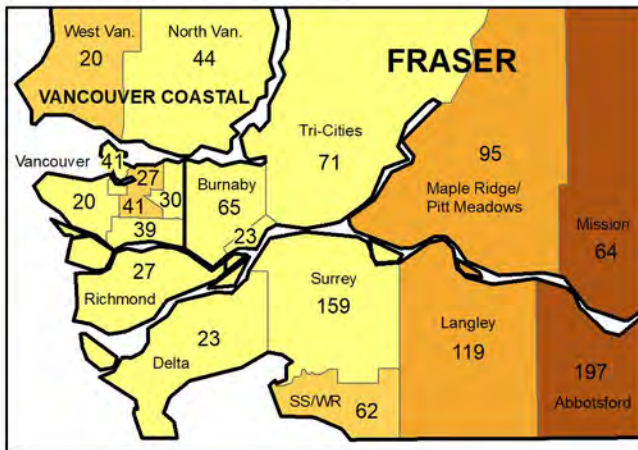 West Van.
20
North Van.
44
FRASER
VANCOUVER COASTAL
Tri-Cities
71
95
Maple Ridge/
Pitt Meadows
Vancouver
41
27
30
20
41
39
Burnaby
65
23
Mission
64
27
Richmond
Surrey
159
23
Delta
Langley
119
197
Abbotsford
SS/WR
62